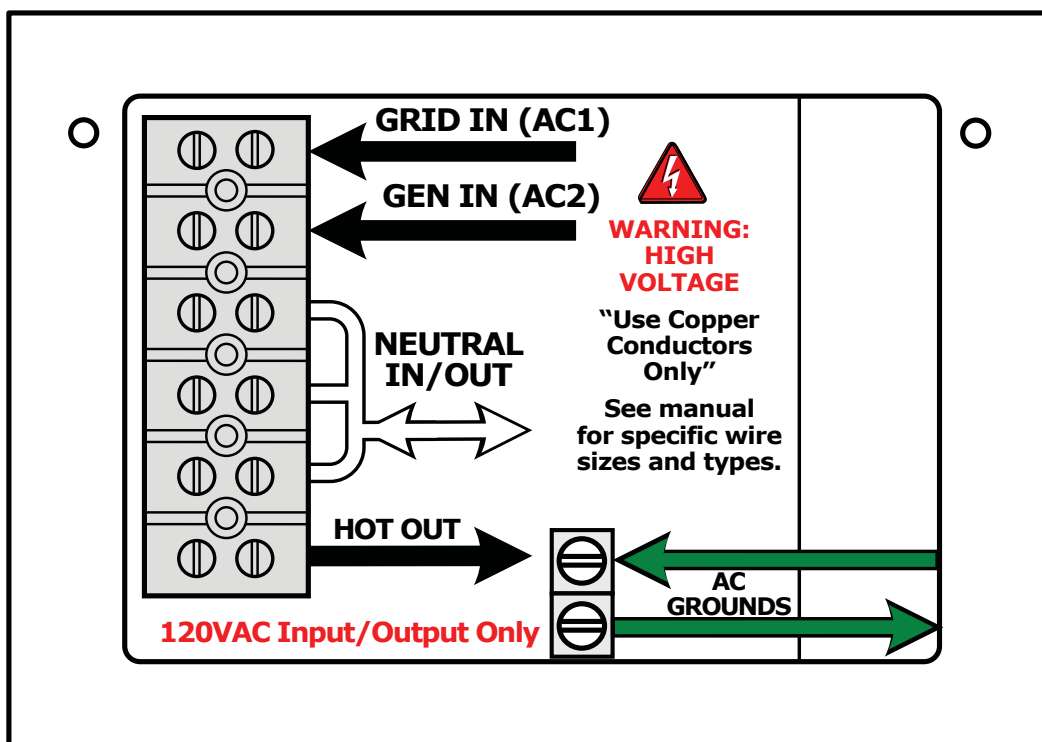 GRID IN (AC1)
GEN IN (AC2)
WARNING:
HIGH
VOLTAGE
“Use Copper
Conductors
Only”
See manual
for specific wire
sizes and types.
NEUTRAL
IN/OUT
HOT OUT
AC
GROUNDS
120VAC Input/Output Only